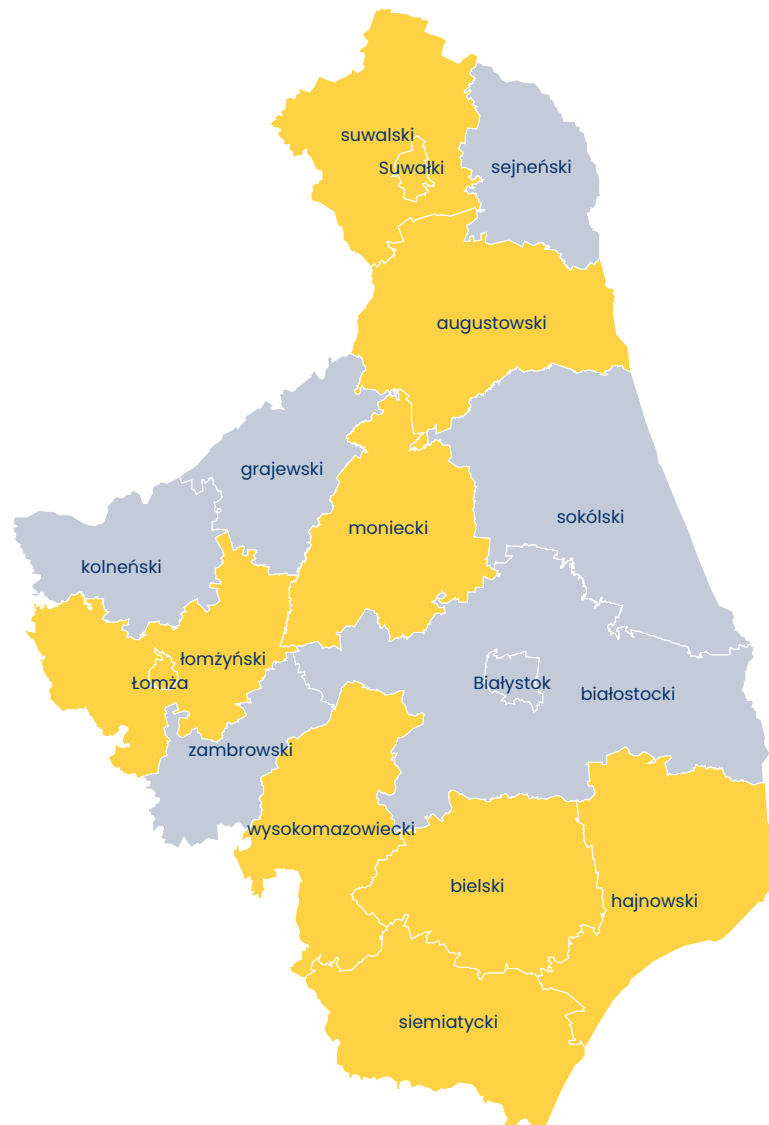 suwalski
Suwałki
sejneński
augustowski
grajewski
sokólski
moniecki
kolneński
łomżyński
Łomża
Białystok
białostocki
zambrowski
wysokomazowiecki
bielski
hajnowski
siemiatycki